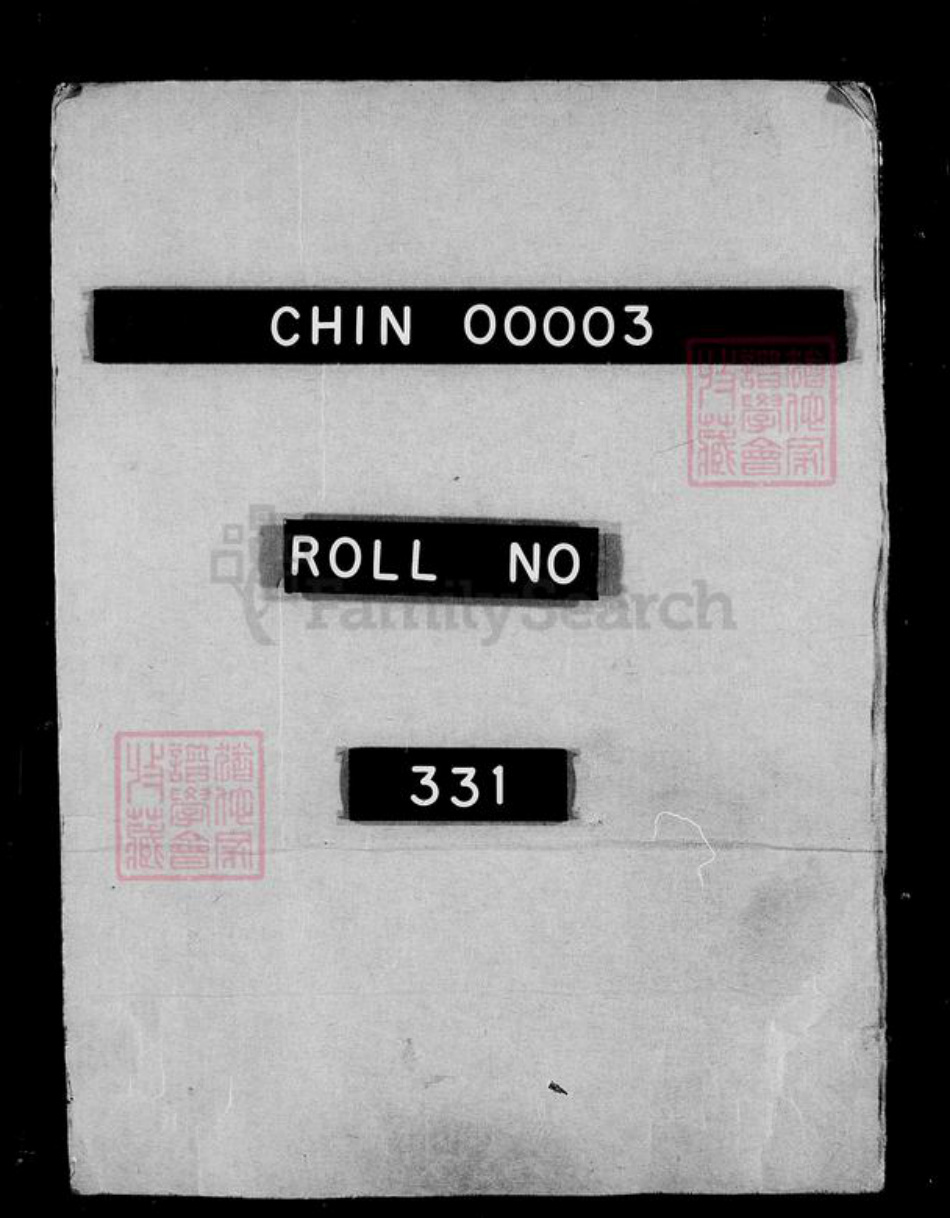 CHIN 00003
ROLL NO
FamilySearch
331